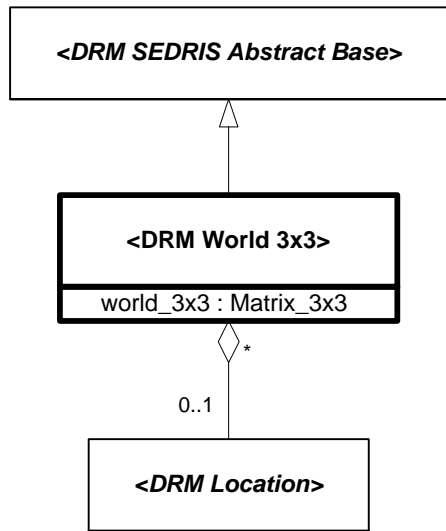 <DRM SEDRIS Abstract Base>
<DRM World 3x3>
world_3x3 : Matrix_3x3
*
0..1
<DRM Location>